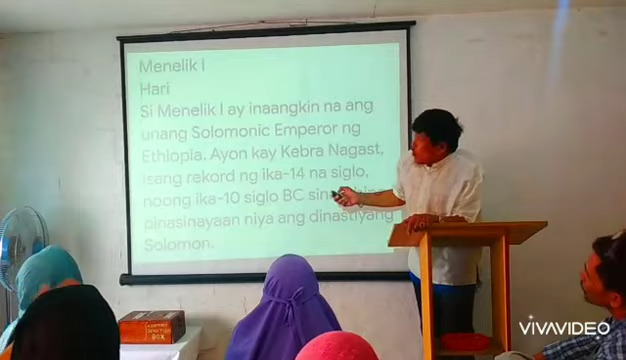 Menelik I
Hari
Si Menelik I ay inaangkin na ang
unang Solomonic Emperor ng
Ethiopia. Ayon kay Kebra Nagast,
isang rekord ng ika-14 na siglo,
noong ika-10 siglo BC
pinasinayaan niya ang dinastiyang
Solomon.
BOX
VIVAVIDEO